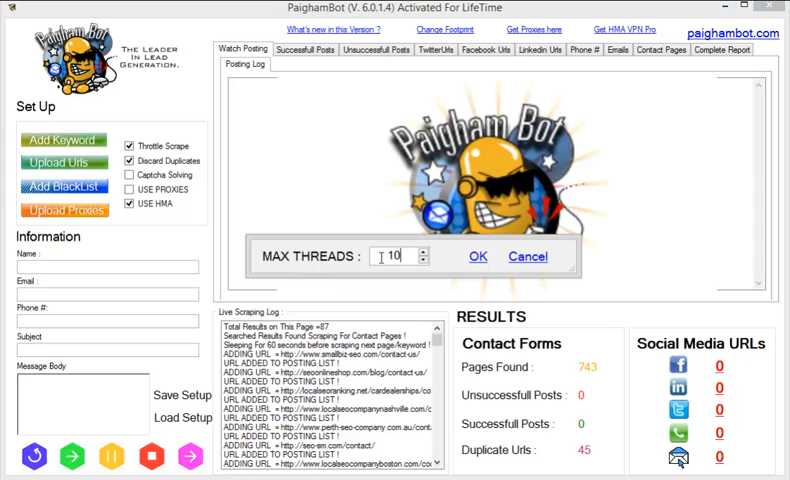 PaighamBot (V. 6.0.1.4) Activated For LifeTime
THE LEADER
IN LEAD
GENERATION.
What's new in this Version ?
Change Footprint
Get Proxies here
Get HMA VPN Pro
paighambot.com
Watch Posting
Successfull Posts
Unsuccessfull Posts
TwitterUrls
Facebook Urls
Linkedin Urls
Phone #
Emails
Contact Pages
Complete Report
Posting Log
Set Up
Add Keyword
Upload Urls
Add BlackList
Upload Proxies
Throttle Scrape
Discard Duplicates
Captcha Solving
USE PROXIES
USE HMA
Paigham Bot
MAX THREADS :
10
OK
Cancel
Information
Name :
Email :
Phone #:
Subject
Message Body
Save Setup
Load Setup
Live Scraping Log :
Total Results on This Page +87
Searched Results Found Scraping For Contact Pages !
Sleeping For 60 seconds before scraping next page/keyword !
ADDING URL = http://www.smallbiz-seo.com/contact-us/
URL ADDED TO POSTING LIST !
ADDING URL = http://seoonlineshop.com/blog/contact-us/
URL ADDED TO POSTING LIST !
ADDING URL = http://localseoranking.net/cardealerships/co
URL ADDED TO POSTING LIST !
ADDING URL = http://www.localseocompanynashville.com/
URL ADDED TO POSTING LIST !
ADDING URL = http://www.perth-seo-company.com.au/cont
URL ADDED TO POSTING LIST !
ADDING URL = http://seo-sm.com/contact/
URL ADDED TO POSTING LIST !
ADDING URL = http://www.localseocompanyboston.com/co
RESULTS
Contact Forms
Pages Found :
743
Unsuccessful Posts :
0
Successful Posts :
0
Duplicate Urls :
45
Social Media URLs
0
0
0
0
0